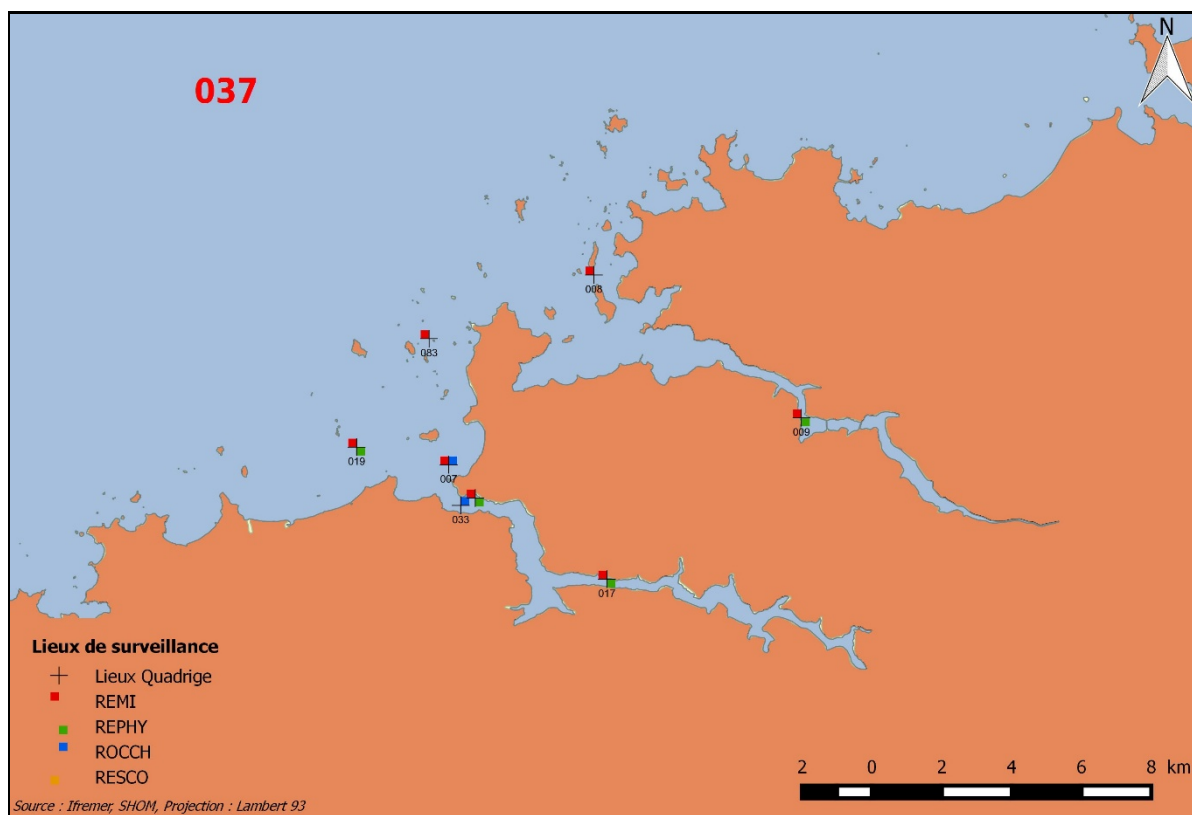 N
037
008
083
009
019
007
033
017
Lieux de surveillance
Lieux Quadrige
REMI
REPHY
ROCCH
RESCO
2 0 2 4 6 8 km
Source : Ifremer, SHOM, Projection : Lambert 93